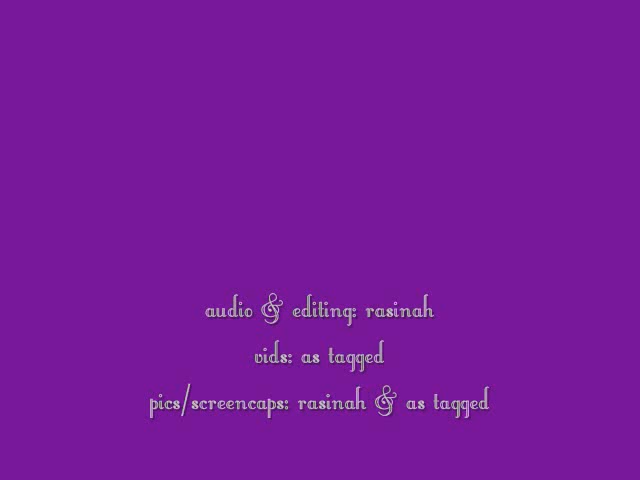 audio & editing: rasinah
vids: as tagged
pics/screencaps: rasinah & as tagged